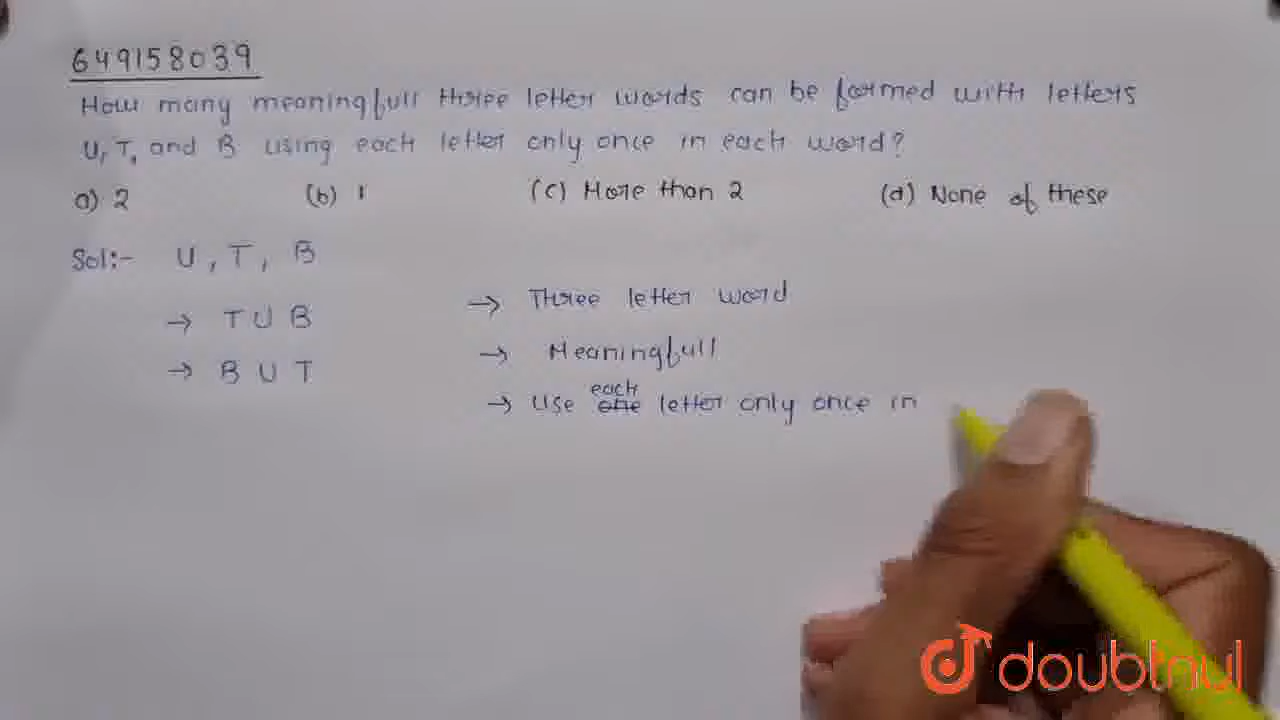 649158039
How many meaningfull three letter words can be formed with letters
U, T, and B using each letter only once in each word?
a) 2 (b) 1 (c) More than 2 (d) None of these
Sol:- U, T, B
→ T U B
→ B U T
→ Three letter word
→ Meaningfull
→ Use each one letter only once in
doubtnut